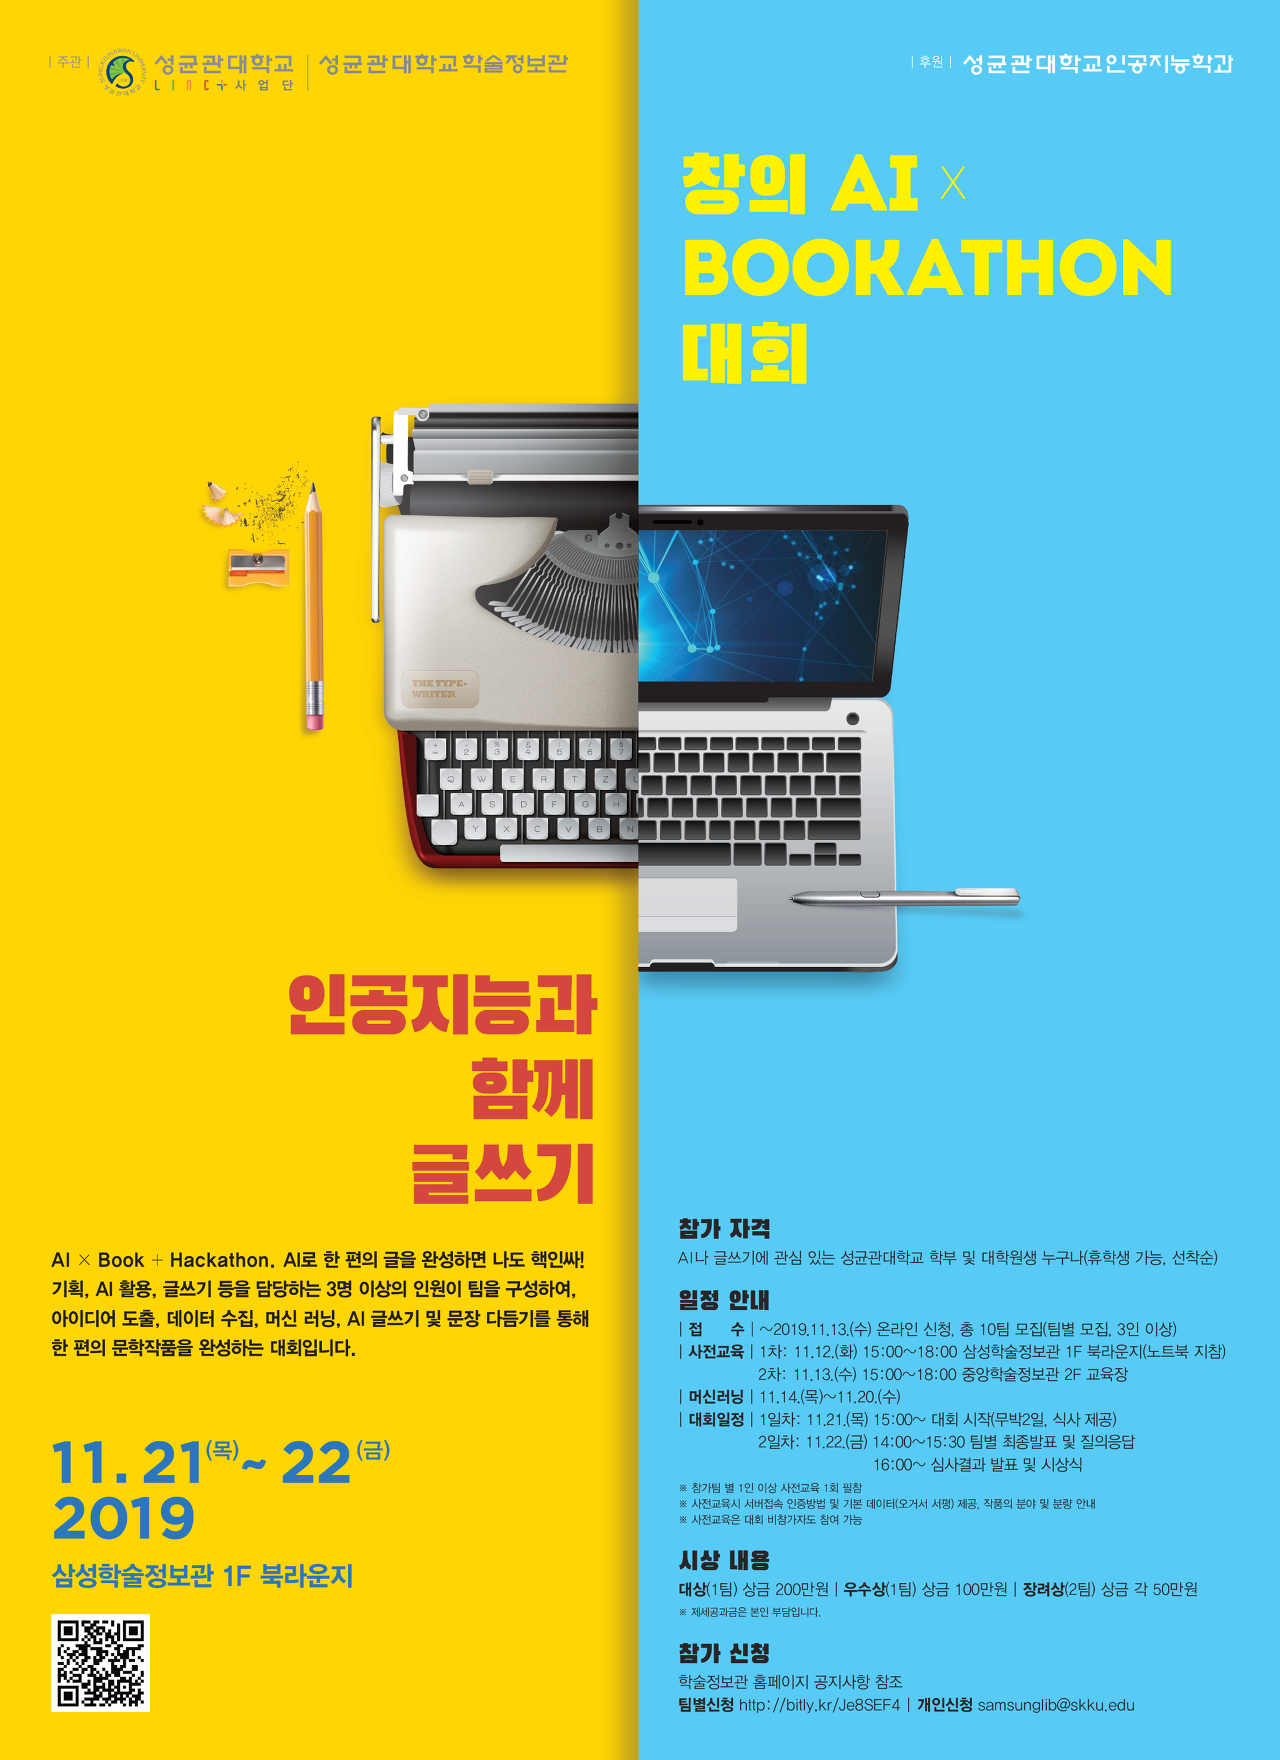 | 주관 | 성균관대학교 LINC+사업단 | 성균관대학교학술정보관
| 후원 | 성균관대학교인공지능학과
창의 AI ×
BOOKATHON
대회
THE TYPE-
WRITER
Q W E R T Z
A S D F G H
Y X C V B N
인공지능과
함께
글쓰기
AI × Book + Hackathon. AI로 한 편의 글을 완성하면 나도 핵인싸!
기획, AI 활용, 글쓰기 등을 담당하는 3명 이상의 인원이 팀을 구성하여,
아이디어 도출, 데이터 수집, 머신 러닝, AI 글쓰기 및 문장 다듬기를 통해
한 편의 문학작품을 완성하는 대회입니다.
11. 21(목)~ 22(금)
2019
삼성학술정보관 1F 북라운지
참가 자격
AI나 글쓰기에 관심 있는 성균관대학교 학부 및 대학원생 누구나(휴학생 가능, 선착순)
일정 안내
| 접 수 | ~2019.11.13.(수) 온라인 신청, 총 10팀 모집(팀별 모집, 3인 이상)
| 사전교육 | 1차: 11.12.(화) 15:00~18:00 삼성학술정보관 1F 북라운지(노트북 지참)
2차: 11.13.(수) 15:00~18:00 중앙학술정보관 2F 교육장
| 머신러닝 | 11.14.(목)~11.20.(수)
| 대회일정 | 1일차: 11.21.(목) 15:00~ 대회 시작(무박2일, 식사 제공)
2일차: 11.22.(금) 14:00~15:30 팀별 최종발표 및 질의응답
16:00~ 심사결과 발표 및 시상식
※ 참가팀 별 1인 이상 사전교육 1회 필참
※ 사전교육시 서버접속 인증방법 및 기본 데이터(오거서 서평) 제공, 작품의 분야 및 분량 안내
※ 사전교육은 대회 비참가자도 참여 가능
시상 내용
대상(1팀) 상금 200만원 | 우수상(1팀) 상금 100만원 | 장려상(2팀) 상금 각 50만원
※ 제세공과금은 본인 부담입니다.
참가 신청
학술정보관 홈페이지 공지사항 참조
팀별신청 http://bitly.kr/Je8SEF4 | 개인신청 samsunglib@skku.edu